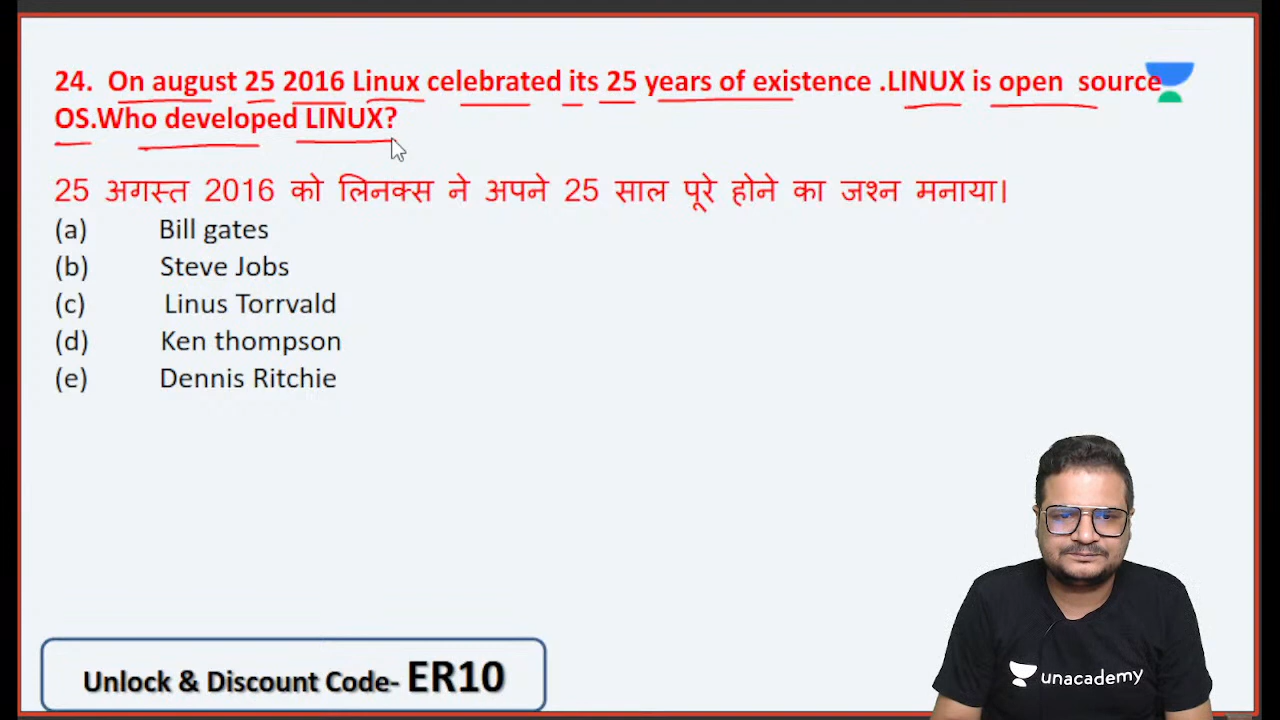 24. On august 25 2016 Linux celebrated its 25 years of existence .LINUX is open source
OS.Who developed LINUX?
25 अगस्त 2016 को लिनक्स ने अपने 25 साल पूरे होने का जश्न मनाया।
(a) Bill gates
(b) Steve Jobs
(c) Linus Torrvald
(d) Ken thompson
(e) Dennis Ritchie
Unlock & Discount Code- ER10
unacademy